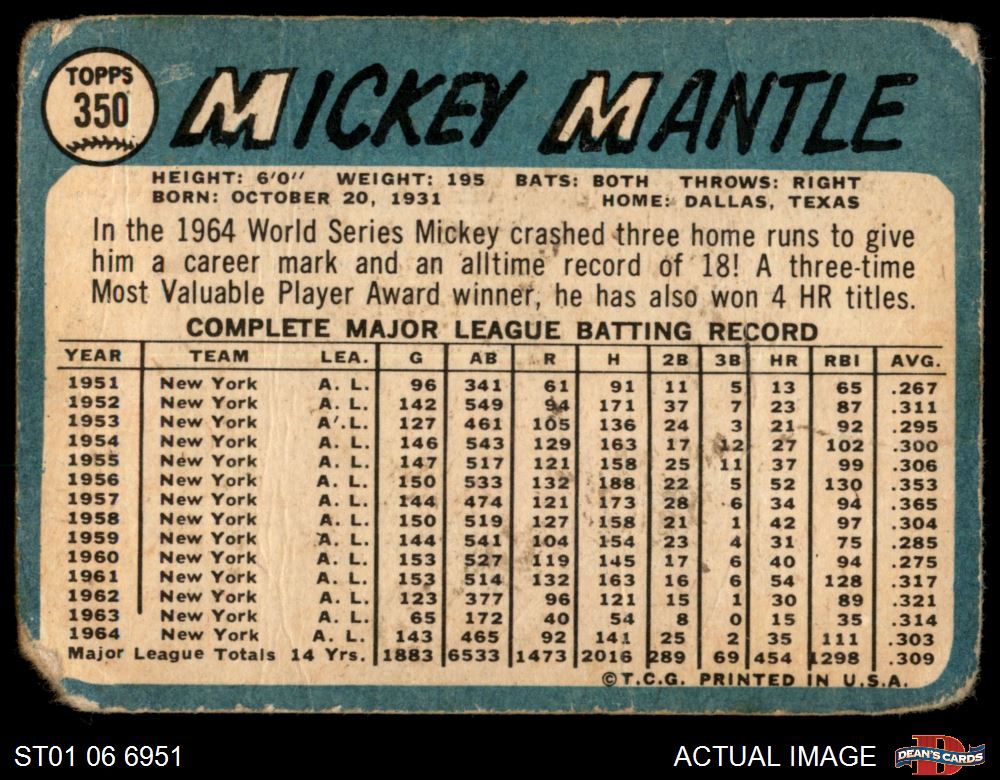 TOPPS
350
MICKEY MANTLE
HEIGHT: 6'0" WEIGHT: 195 BATS: BOTH THROWS: RIGHT
BORN: OCTOBER 20, 1931 HOME: DALLAS, TEXAS
In the 1964 World Series Mickey crashed three home runs to give
him a career mark and an alltime record of 18! A three-time
Most Valuable Player Award winner, he has also won 4 HR titles.
COMPLETE MAJOR LEAGUE BATTING RECORD
YEAR TEAM LEA. G AB R H 2B 3B HR RBI AVG.
1951 New York A. L. 96 341 61 91 11 5 13 65 .267
1952 New York A. L. 142 549 94 171 37 7 23 87 .311
1953 New York A. L. 127 461 105 136 24 3 21 92 .295
1954 New York A. L. 146 543 129 163 17 12 27 102 .300
1955 New York A. L. 147 517 121 158 25 11 37 99 .306
1956 New York A. L. 150 533 132 188 22 5 52 130 .353
1957 New York A. L. 144 474 121 173 28 6 34 94 .365
1958 New York A. L. 150 519 127 158 21 1 42 97 .304
1959 New York A. L. 144 541 104 154 23 4 31 75 .285
1960 New York A. L. 153 527 119 145 17 6 40 94 .275
1961 New York A. L. 153 514 132 163 16 6 54 128 .317
1962 New York A. L. 123 377 96 121 15 1 30 89 .321
1963 New York A. L. 65 172 40 54 8 0 15 35 .314
1964 New York A. L. 143 465 92 141 25 2 35 111 .303
Major League Totals 14 Yrs. 1883 6533 1473 2016 289 69 454 1298 .309
©T.C.G. PRINTED IN U.S.A.
ST01 06 6951 ACTUAL IMAGE DEAN'S CARDS